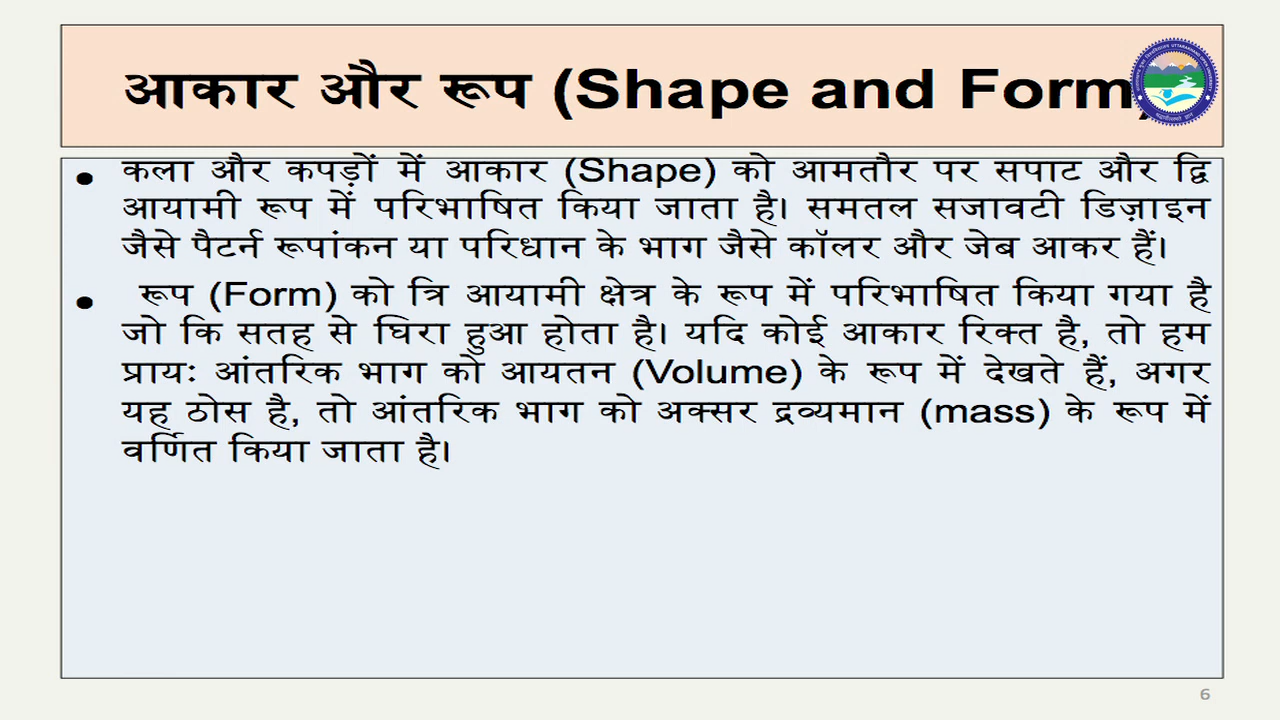 आकार और रूप (Shape and Form)
कला और कपड़ों में आकार (Shape) को आमतौर पर सपाट और द्वि
आयामी रूप में परिभाषित किया जाता है। समतल सजावटी डिज़ाइन
जैसे पैटर्न रूपांकन या परिधान के भाग जैसे कॉलर और जेब आकर हैं।
रूप (Form) को त्रि आयामी क्षेत्र के रूप में परिभाषित किया गया है
जो कि सतह से घिरा हुआ होता है। यदि कोई आकार रिक्त है, तो हम
प्रायः आंतरिक भाग को आयतन (Volume) के रूप में देखते हैं, अगर
यह ठोस है, तो आंतरिक भाग को अक्सर द्रव्यमान (mass) के रूप में
वर्णित किया जाता है।
6